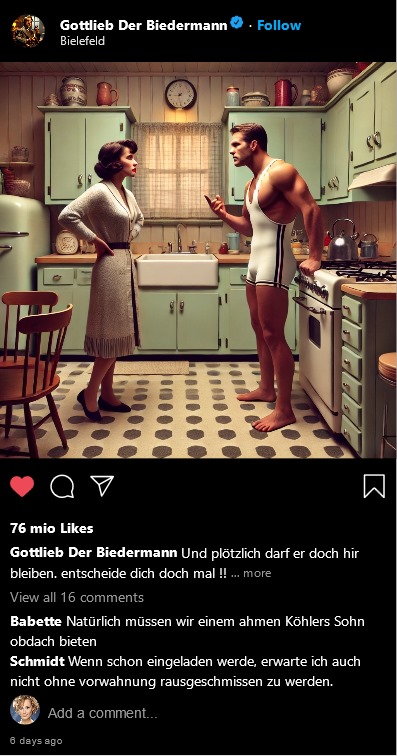 Gottlieb Der Biedermann · Follow
Bielefeld
76 mio Likes
Gottlieb Der Biedermann Und plötzlich darf er doch hir
bleiben. entscheide dich doch mal !! ... more
View all 16 comments
Babette Natürlich müssen wir einem ahmen Köhlers Sohn
obdach bieten
Schmidt Wenn schon eingeladen werde, erwarte ich auch
nicht ohne vorwahnung rausgeschmissen zu werden.
Add a comment...
6 days ago